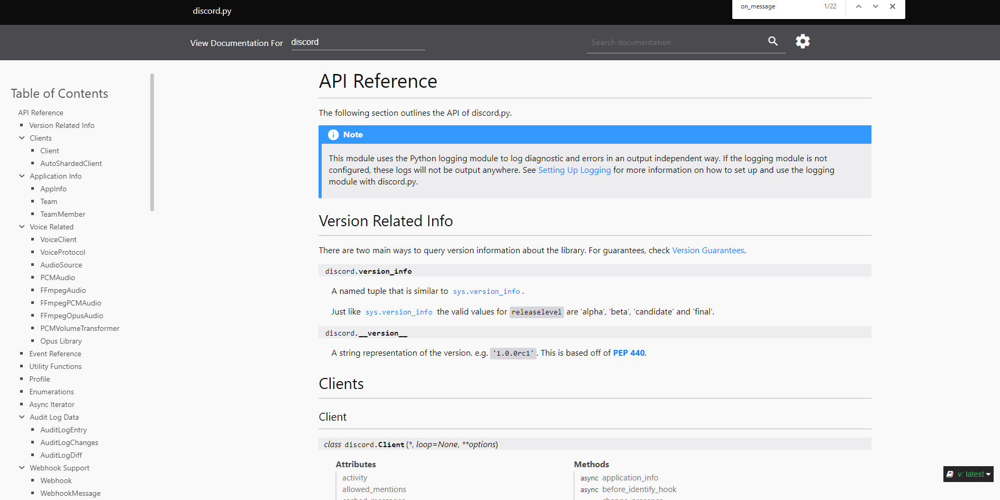 discord.py
on_message 1/22
View Documentation For discord
Search documentation
Table of Contents
API Reference
Version Related Info
Clients
Client
AutoShardedClient
Application Info
AppInfo
Team
TeamMember
Voice Related
VoiceClient
VoiceProtocol
AudioSource
PCMAudio
FFmpegAudio
FFmpegPCMAudio
FFmpegOpusAudio
PCMVolumeTransformer
Opus Library
Event Reference
Utility Functions
Profile
Enumerations
Async Iterator
Audit Log Data
AuditLogEntry
AuditLogChanges
AuditLogDiff
Webhook Support
Webhook
WebhookMessage
API Reference
The following section outlines the API of discord.py.
Note
This module uses the Python logging module to log diagnostic and errors in an output independent way. If the logging module is not
configured, these logs will not be output anywhere. See Setting Up Logging for more information on how to set up and use the logging
module with discord.py.
Version Related Info
There are two main ways to query version information about the library. For guarantees, check Version Guarantees.
discord.version_info
A named tuple that is similar to sys.version_info.
Just like sys.version_info the valid values for releaselevel are ‘alpha’, ‘beta’, ‘candidate’ and ‘final’.
discord.__version__
A string representation of the version. e.g. '1.0.0rc1'. This is based off of PEP 440.
Clients
Client
class discord.Client(*, loop=None, **options)
Attributes
activity
allowed_mentions
cached_messages
Methods
async application_info
async before_identify_hook
change_presence
v: latest